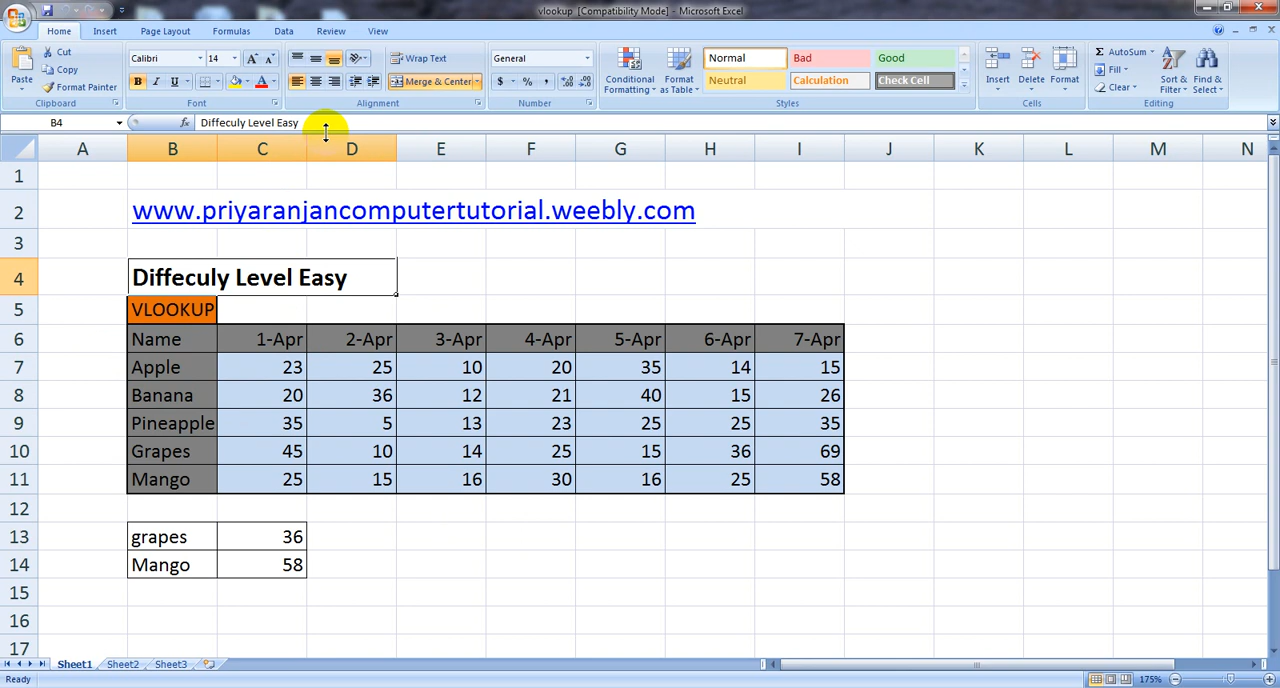 vlookup [Compatibility Mode] - Microsoft Excel
Home Insert Page Layout Formulas Data Review View
Paste
Cut
Copy
Format Painter
Clipboard
Calibri 14
B I U
Font
Wrap Text
Merge & Center
Alignment
General
$ % ,
Number
Conditional Formatting
Format as Table
Normal Bad Good
Neutral Calculation Check Cell
Styles
Insert Delete Format
Cells
AutoSum
Fill
Clear
Sort & Filter
Find & Select
Editing
B4 fx Diffeculy Level Easy
A B C D E F G H I J K L M N
1
2 www.priyaranjancomputertutorial.weebly.com
3
4 Diffeculy Level Easy
5 VLOOKUP
6 Name 1-Apr 2-Apr 3-Apr 4-Apr 5-Apr 6-Apr 7-Apr
7 Apple 23 25 10 20 35 14 15
8 Banana 20 36 12 21 40 15 26
9 Pineapple 35 5 13 23 25 25 35
10 Grapes 45 10 14 25 15 36 69
11 Mango 25 15 16 30 16 25 58
12
13 grapes 36
14 Mango 58
15
16
17
Sheet1 Sheet2 Sheet3
Ready 175%